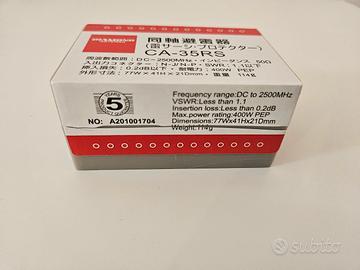 同軸避雷器
(雷サージ・プロテクター)
CA-35RS
周波数範囲：DC~2500MHz・インピーダンス 50Ω
入出力コネクター：N-J/N-P・SWR：1.1以下
挿入損失：0.2dB以下・耐電力：400W PEP
外形寸法：77W×41H×21Dmm・重量 114g
Frequency range:DC to 2500MHz
VSWR:Less than 1.1
Insertion loss:Less than 0.2dB
Max.rating power:400W PEP
Dimensions:77Wx41Hx21Dmm
Weight:114g
5
YEARS
NO: A201001704
subito